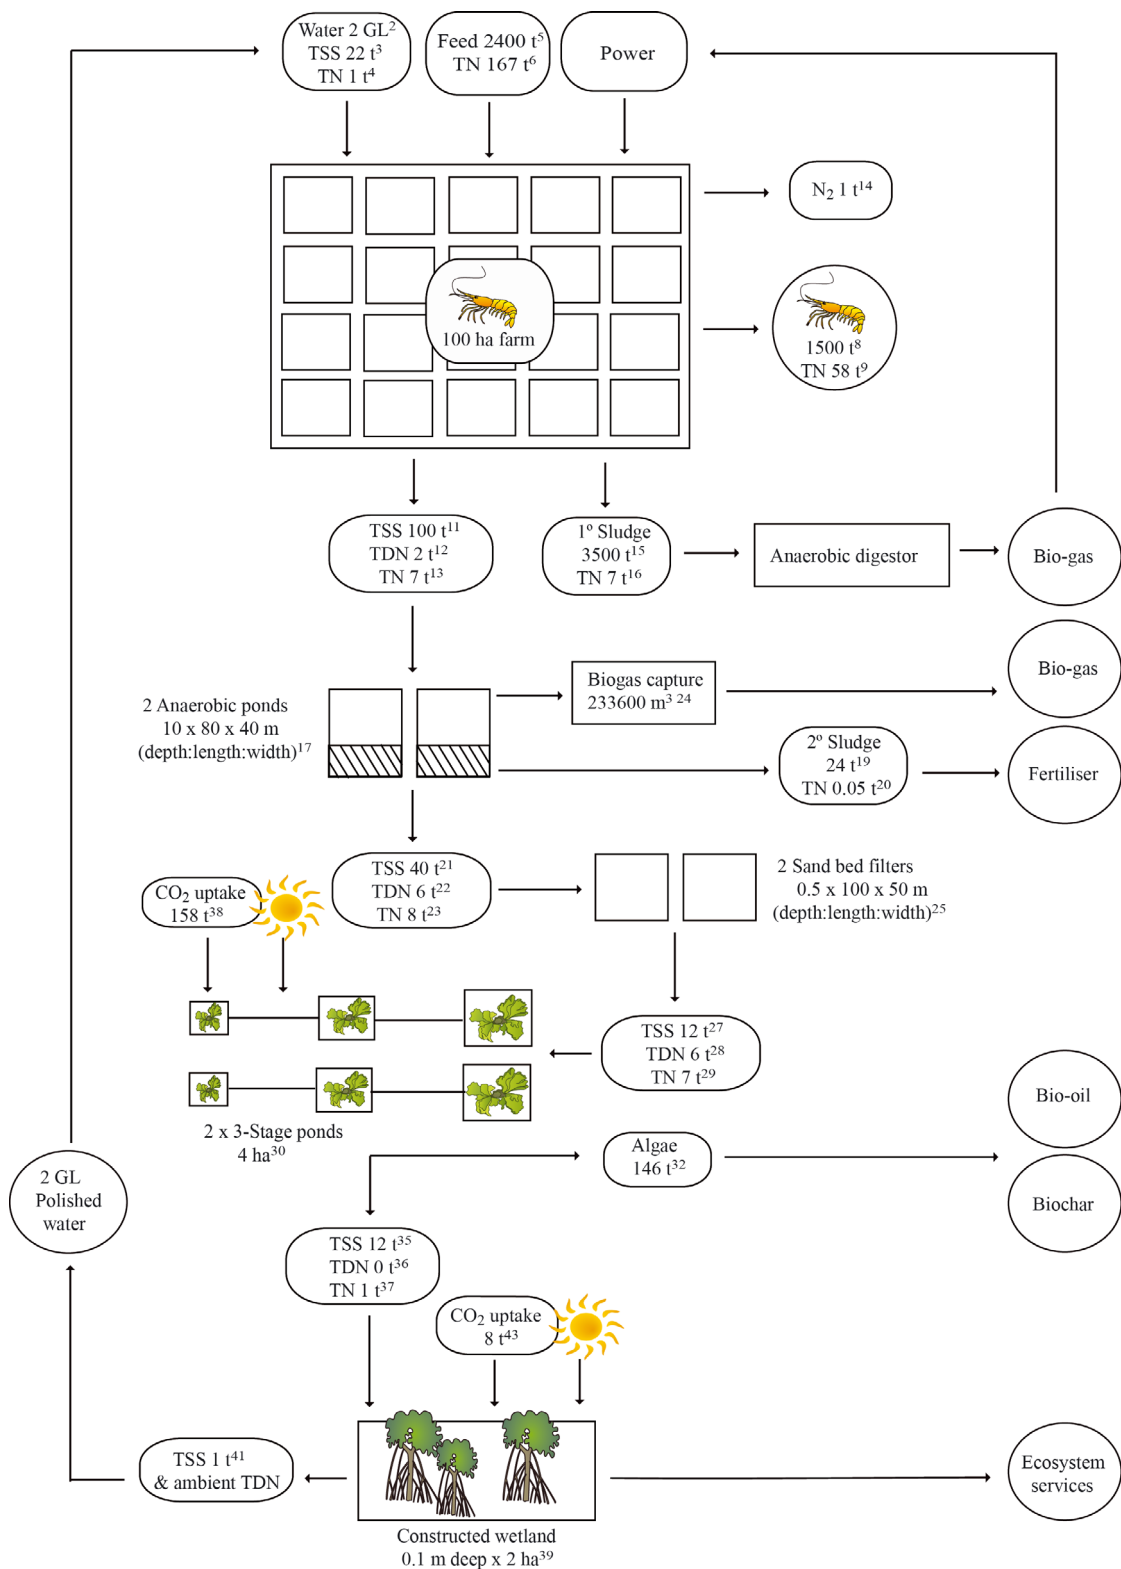 Water 2 GL²
TSS 22 t³
TN 1 t⁴
Feed 2400 t⁵
TN 167 t⁶
Power
N₂ 1 t¹⁴
100 ha farm
1500 t⁸
TN 58 t⁹
TSS 100 t¹¹
TDN 2 t¹²
TN 7 t¹³
1º Sludge
3500 t¹⁵
TN 7 t¹⁶
Anaerobic digestor
Bio-gas
2 Anaerobic ponds
10 x 80 x 40 m
(depth:length:width)¹⁷
Biogas capture
233600 m³ ²⁴
Bio-gas
2º Sludge
24 t¹⁹
TN 0.05 t²⁰
Fertiliser
CO₂ uptake
158 t³⁸
TSS 40 t²¹
TDN 6 t²²
TN 8 t²³
2 Sand bed filters
0.5 x 100 x 50 m
(depth:length:width)²⁵
TSS 12 t²⁷
TDN 6 t²⁸
TN 7 t²⁹
2 x 3-Stage ponds
4 ha³⁰
Algae
146 t³²
Bio-oil
Biochar
2 GL
Polished
water
TSS 12 t³⁵
TDN 0 t³⁶
TN 1 t³⁷
CO₂ uptake
8 t⁴³
TSS 1 t⁴¹
& ambient TDN
Ecosystem
services
Constructed wetland
0.1 m deep x 2 ha³⁹